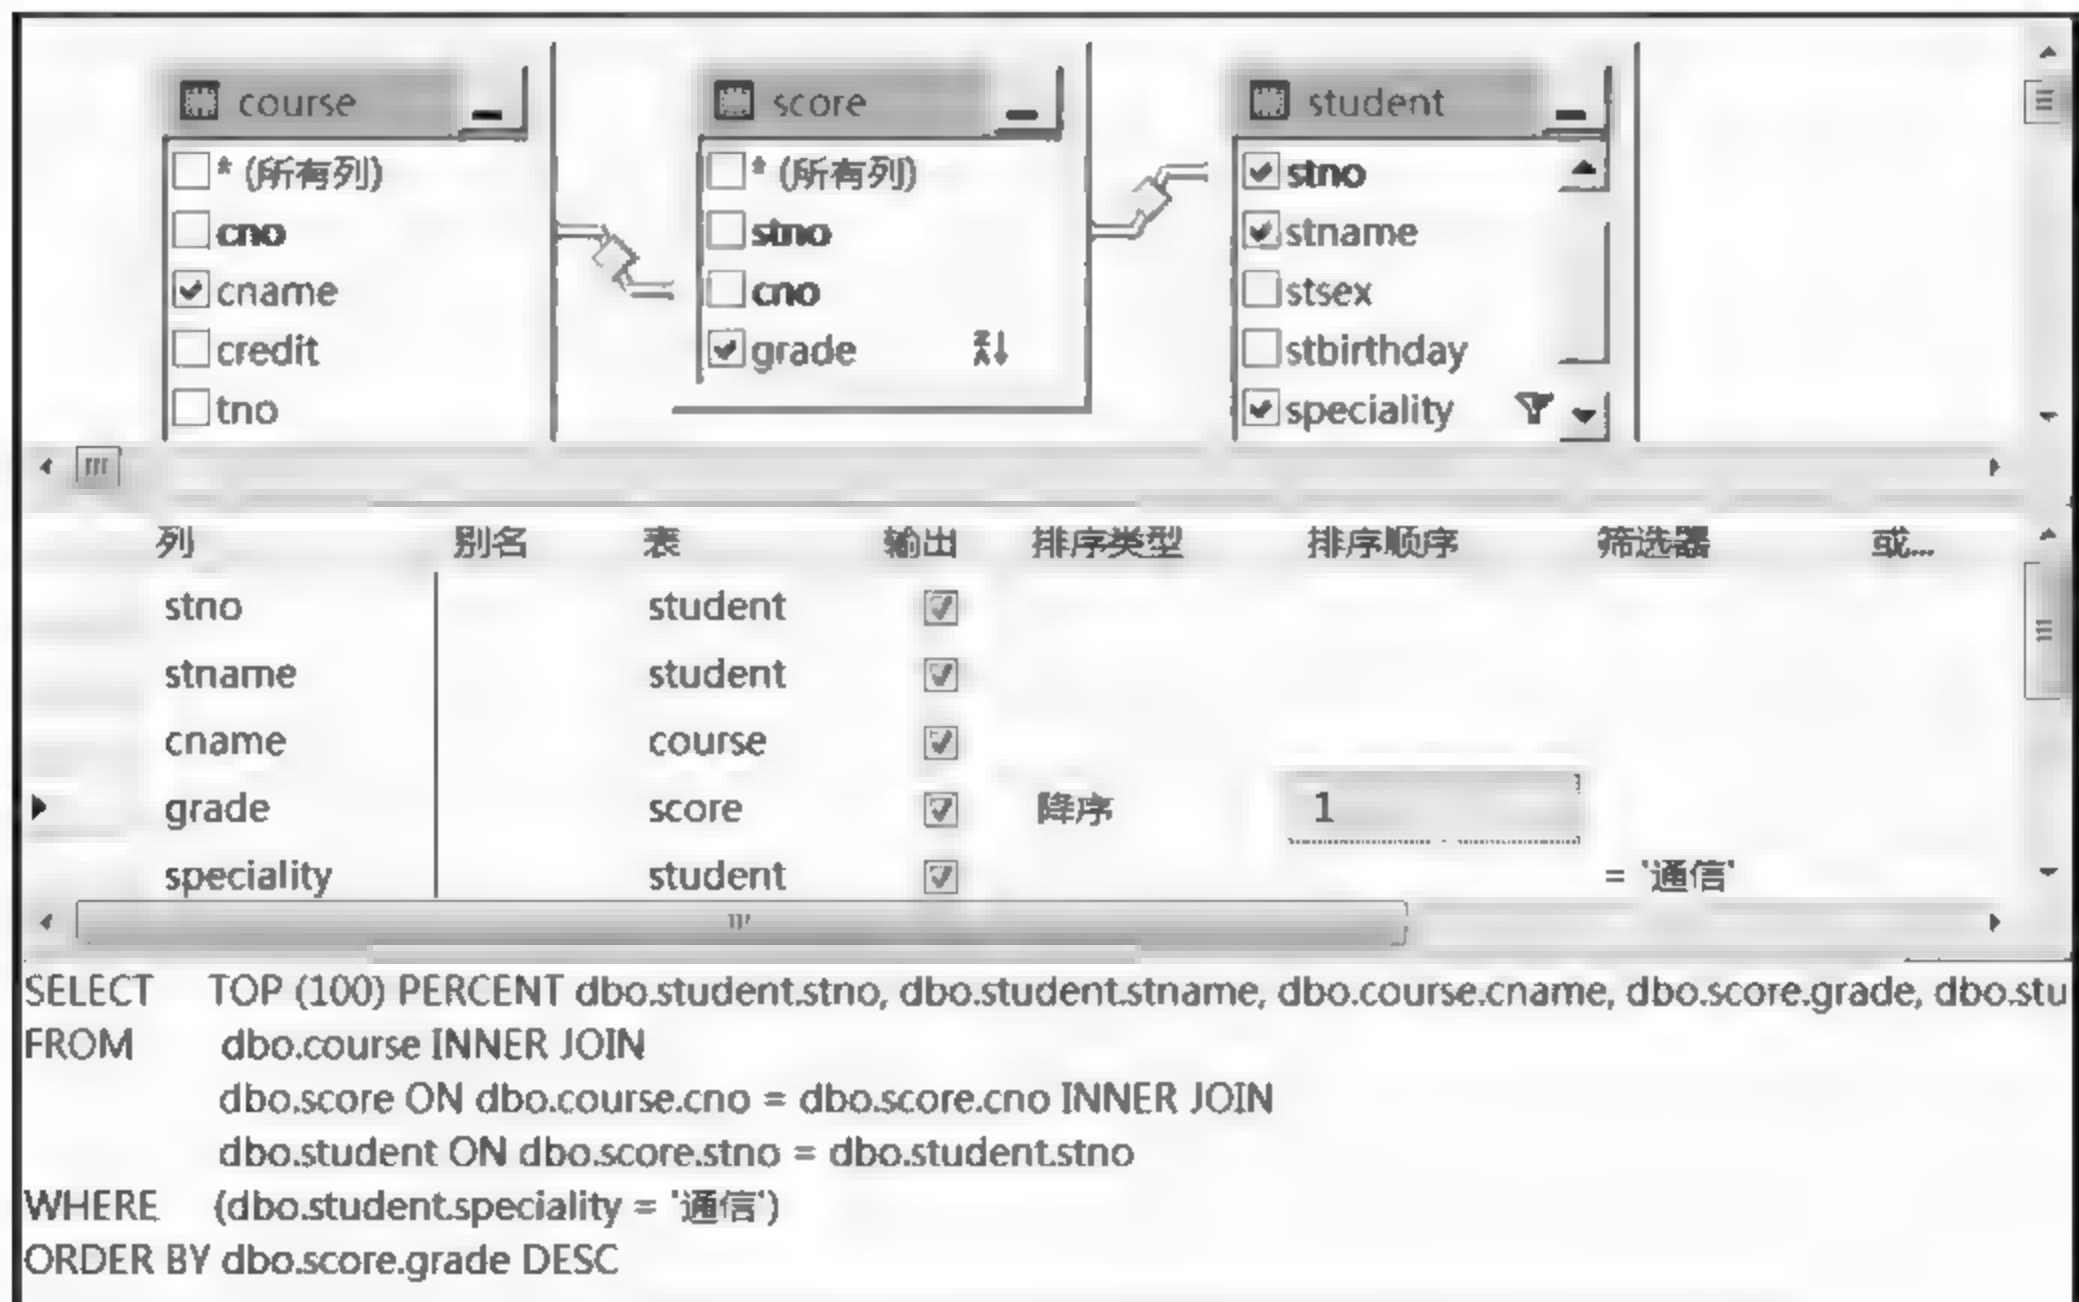 course
score
student
* (所有列)
cno
cname
credit
tno
* (所有列)
stno
cno
grade
stno
stname
stsex
stbirthday
speciality
列 别名 表 输出 排序类型 排序顺序 筛选器 或...
stno student
stname student
cname course
grade score 降序 1
speciality student = '通信'
SELECT TOP (100) PERCENT dbo.student.stno, dbo.student.stname, dbo.course.cname, dbo.score.grade, dbo.stu
FROM dbo.course INNER JOIN
dbo.score ON dbo.course.cno = dbo.score.cno INNER JOIN
dbo.student ON dbo.score.stno = dbo.student.stno
WHERE (dbo.student.speciality = '通信')
ORDER BY dbo.score.grade DESC